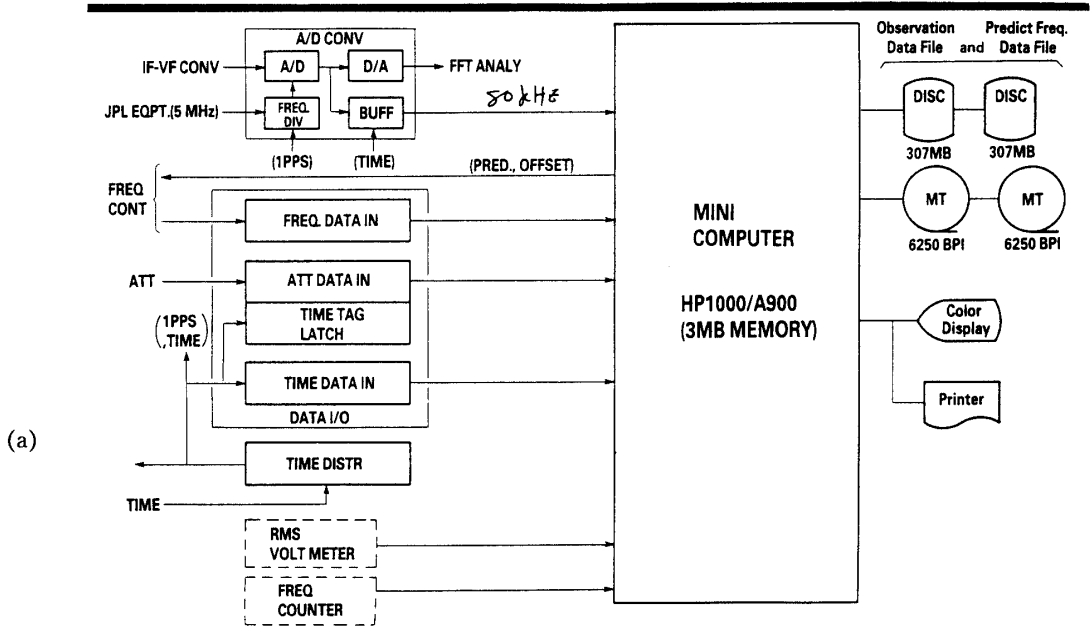 A/D CONV
IF-VF CONV
A/D
D/A
FFT ANALY
JPL EQPT.(5 MHz)
FREQ.
DIV
BUFF
80 kHz
(1PPS)
(TIME)
(PRED., OFFSET)
FREQ
CONT
FREQ. DATA IN
ATT
ATT DATA IN
TIME TAG
LATCH
(1PPS
,TIME)
TIME DATA IN
DATA I/O
(a)
TIME DISTR
TIME
RMS
VOLT METER
FREQ
COUNTER
MINI
COMPUTER
HP1000/A900
(3MB MEMORY)
Observation Predict Freq.
Data File and Data File
DISC DISC
307MB 307MB
MT MT
6250 BPI 6250 BPI
Color
Display
Printer